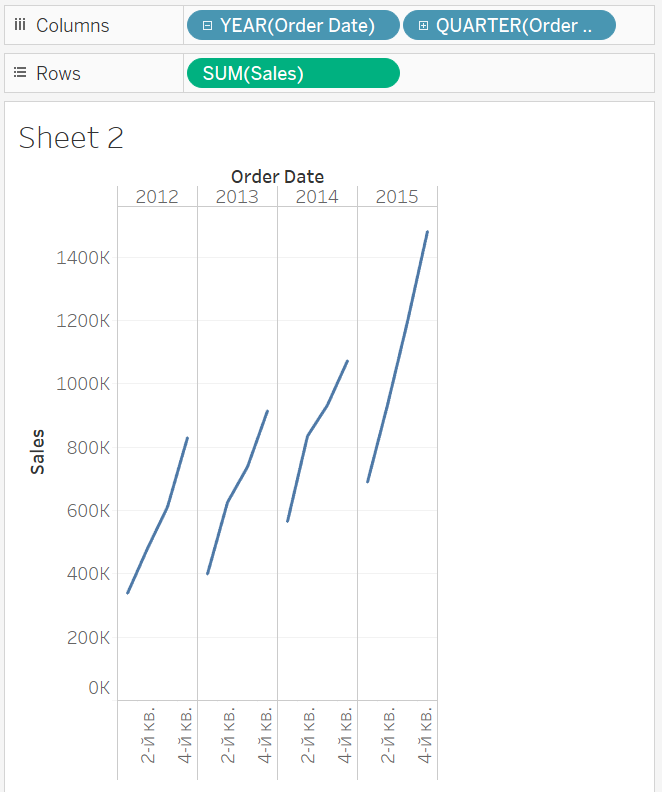 Columns YEAR(Order Date) QUARTER(Order ..
Rows SUM(Sales)
Sheet 2
Order Date
2012 2013 2014 2015
1400K
1200K
1000K
800K
600K
400K
200K
0K
Sales
2-й кв. 4-й кв. 2-й кв. 4-й кв. 2-й кв. 4-й кв. 2-й кв. 4-й кв.